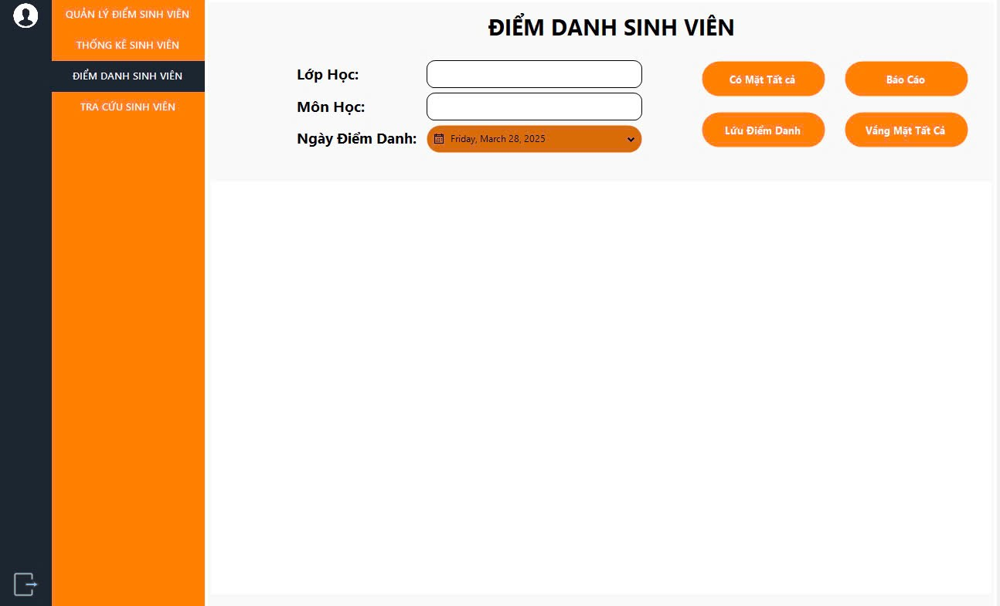 QUẢN LÝ ĐIỂM SINH VIÊN
THỐNG KÊ SINH VIÊN
ĐIỂM DANH SINH VIÊN
TRA CỨU SINH VIÊN
ĐIỂM DANH SINH VIÊN
Lớp Học:
Môn Học:
Ngày Điểm Danh:
Friday, March 28, 2025
Có Mặt Tất cả
Báo Cáo
Lứu Điểm Danh
Vắng Mặt Tất Cả